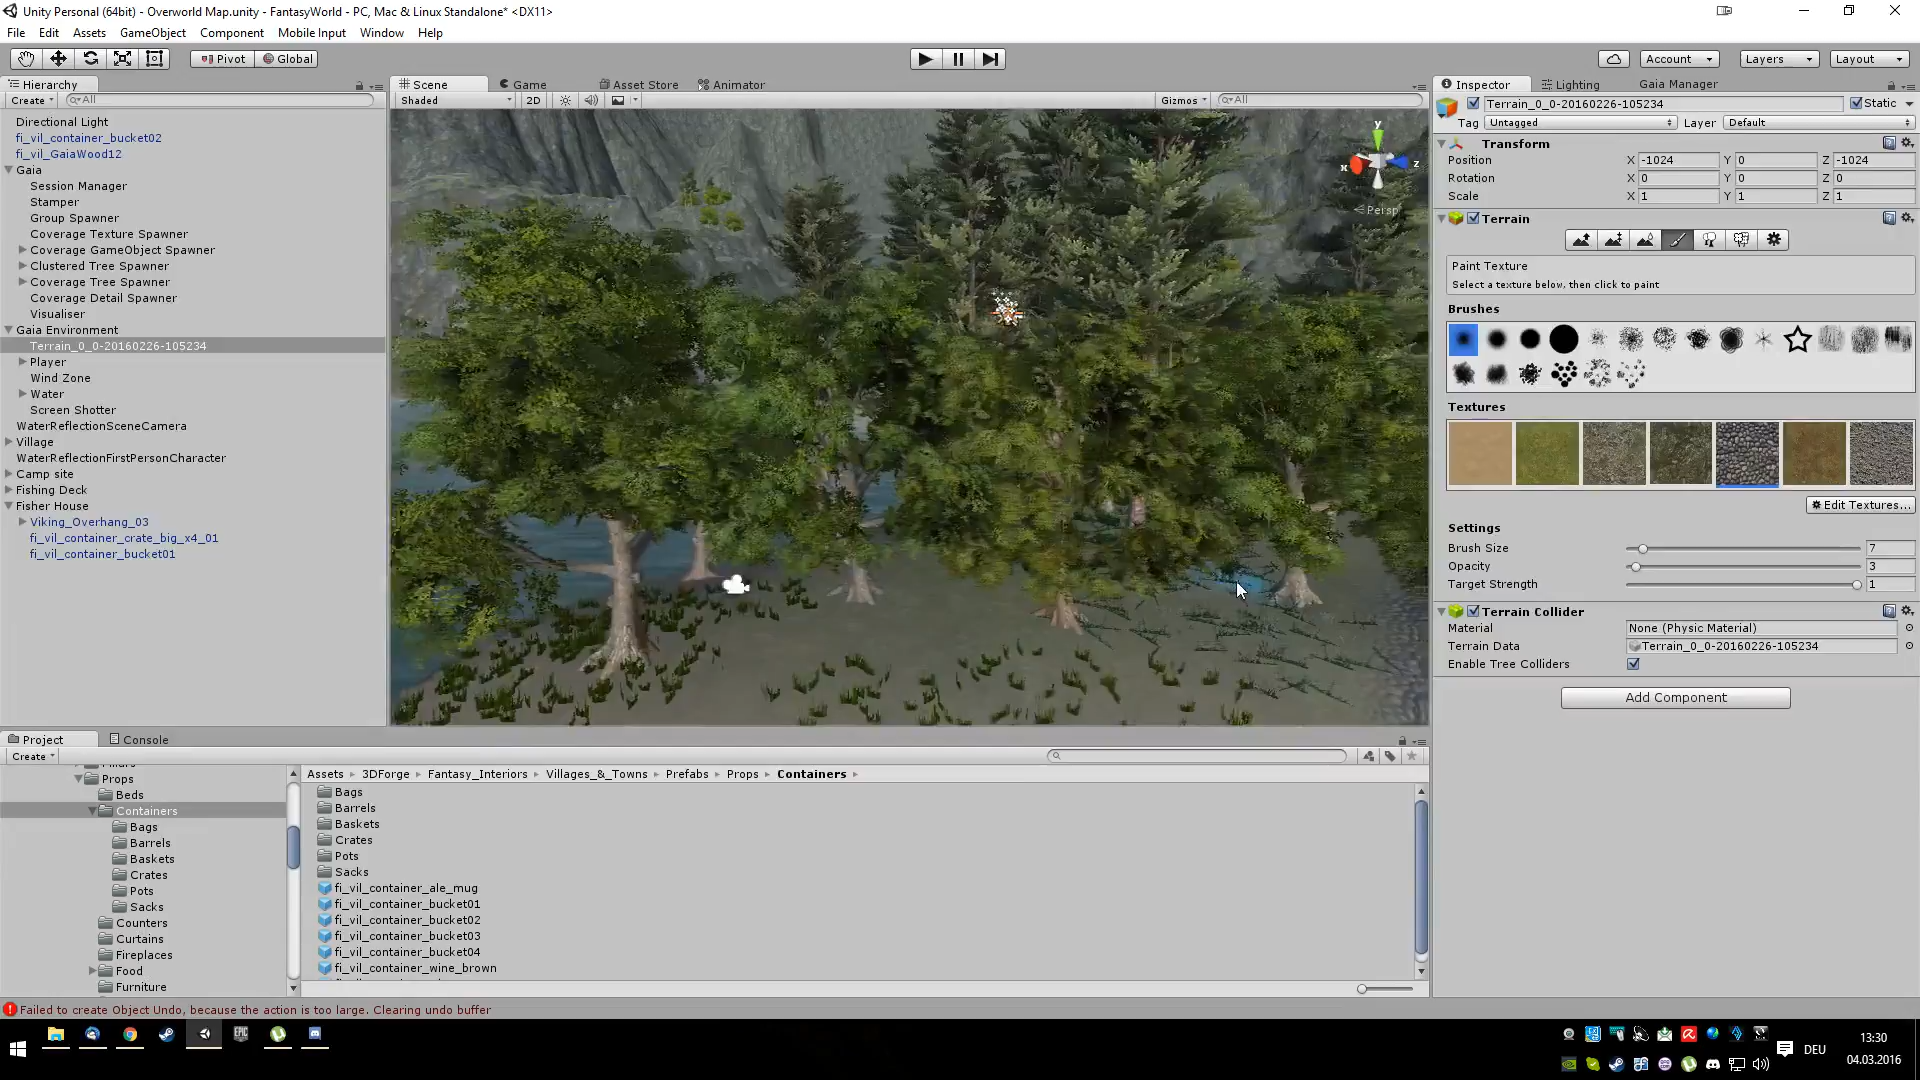 Unity Personal (64bit) - Overworld Map.unity - FantasyWorld - PC, Mac & Linux Standalone* <DX11>
File Edit Assets GameObject Component Mobile Input Window Help
Pivot Global Account Layers Layout
Hierarchy
Create All
Directional Light
fi_vil_container_bucket02
fi_vil_GaiaWood12
Gaia
Session Manager
Stamper
Group Spawner
Coverage Texture Spawner
Coverage GameObject Spawner
Clustered Tree Spawner
Coverage Tree Spawner
Coverage Detail Spawner
Visualiser
Gaia Environment
Terrain_0_0-20160226-105234
Player
Wind Zone
Water
Screen Shotter
WaterReflectionSceneCamera
Village
WaterReflectionFirstPersonCharacter
Camp site
Fishing Deck
Fisher House
Viking_Overhang_03
fi_vil_container_crate_big_x4_01
fi_vil_container_bucket01
Scene Game Asset Store Animator
Shaded 2D Gizmos All
y
x z
Persp
Inspector Lighting Gaia Manager
Terrain_0_0-20160226-105234 Static
Tag Untagged Layer Default
Transform
Position X -1024 Y 0 Z -1024
Rotation X 0 Y 0 Z 0
Scale X 1 Y 1 Z 1
Terrain
Paint Texture
Select a texture below, then click to paint
Brushes
Textures
Edit Textures...
Settings
Brush Size 7
Opacity 3
Target Strength 1
Terrain Collider
Material None (Physic Material)
Terrain Data Terrain_0_0-20160226-105234
Enable Tree Colliders
Add Component
Project Console
Create
Props
Beds
Containers
Bags
Barrels
Baskets
Crates
Pots
Sacks
Counters
Curtains
Fireplaces
Food
Furniture
Assets 3DForge Fantasy_Interiors Villages_&_Towns Prefabs Props Containers
Bags
Barrels
Baskets
Crates
Pots
Sacks
fi_vil_container_ale_mug
fi_vil_container_bucket01
fi_vil_container_bucket02
fi_vil_container_bucket03
fi_vil_container_bucket04
fi_vil_container_wine_brown
Failed to create Object Undo, because the action is too large. Clearing undo buffer
EPIC
DEU
13:30
04.03.2016